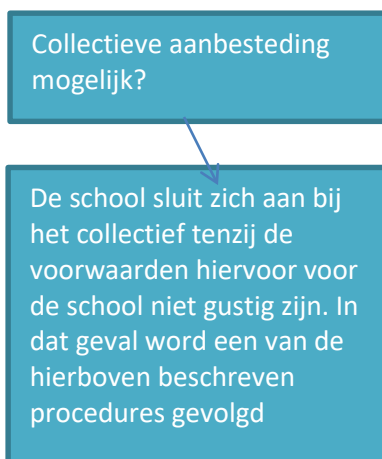 Collectieve aanbesteding
mogelijk?
De school sluit zich aan bij
het collectief tenzij de
voorwaarden hiervoor voor
de school niet gustig zijn. In
dat geval word een van de
hierboven beschreven
procedures gevolgd